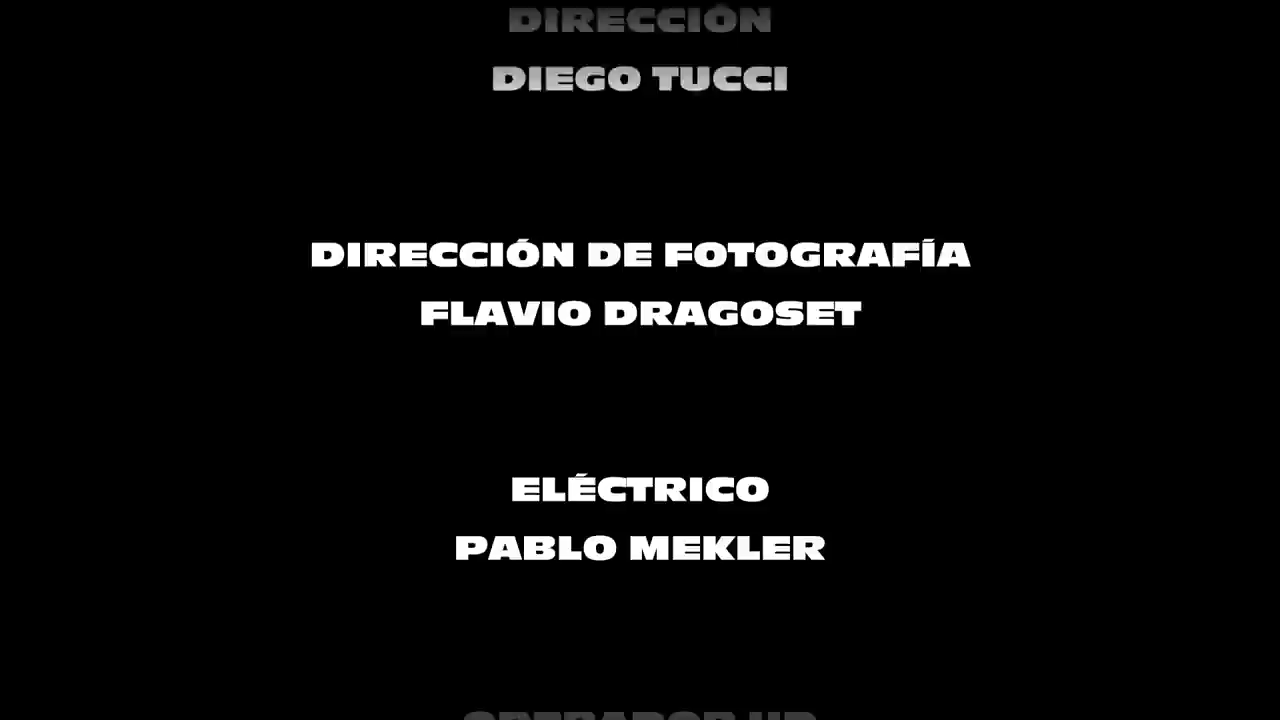 DIRECCIÓN
DIEGO TUCCI
DIRECCIÓN DE FOTOGRAFÍA
FLAVIO DRAGOSET
ELÉCTRICO
PABLO MEKLER